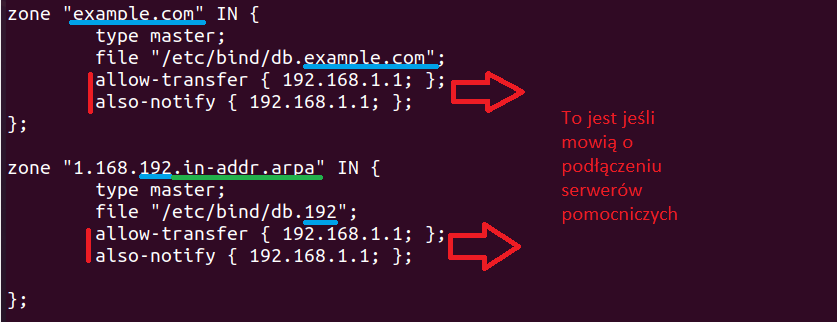 zone "example.com" IN {
type master;
file "/etc/bind/db.example.com";
allow-transfer { 192.168.1.1; };
also-notify { 192.168.1.1; };
};
To jest jeśli
mowią o
podłączeniu
serwerów
pomocniczych
zone "1.168.192.in-addr.arpa" IN {
type master;
file "/etc/bind/db.192";
allow-transfer { 192.168.1.1; };
also-notify { 192.168.1.1; };
};